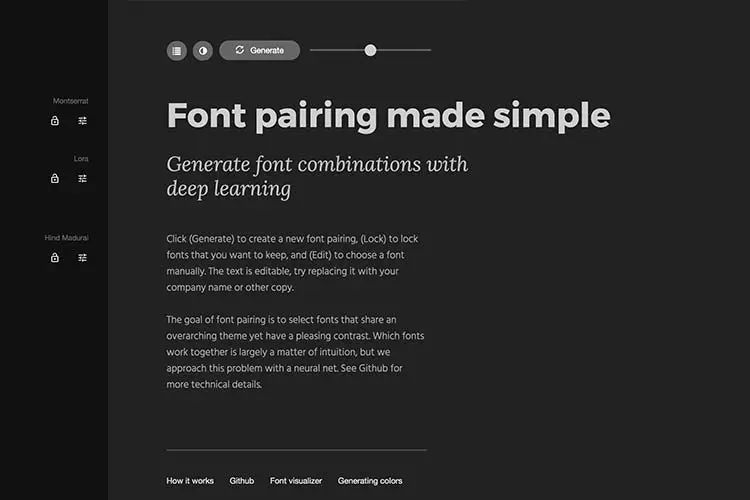 Generate
Montserrat
Font pairing made simple
Lora
Generate font combinations with
deep learning
Hind Madurai
Click (Generate) to create a new font pairing, (Lock) to lock
fonts that you want to keep, and (Edit) to choose a font
manually. The text is editable, try replacing it with your
company name or other copy.
The goal of font pairing is to select fonts that share an
overarching theme yet have a pleasing contrast. Which fonts
work together is largely a matter of intuition, but we
approach this problem with a neural net. See Github for
more technical details.
How it works Github Font visualizer Generating colors